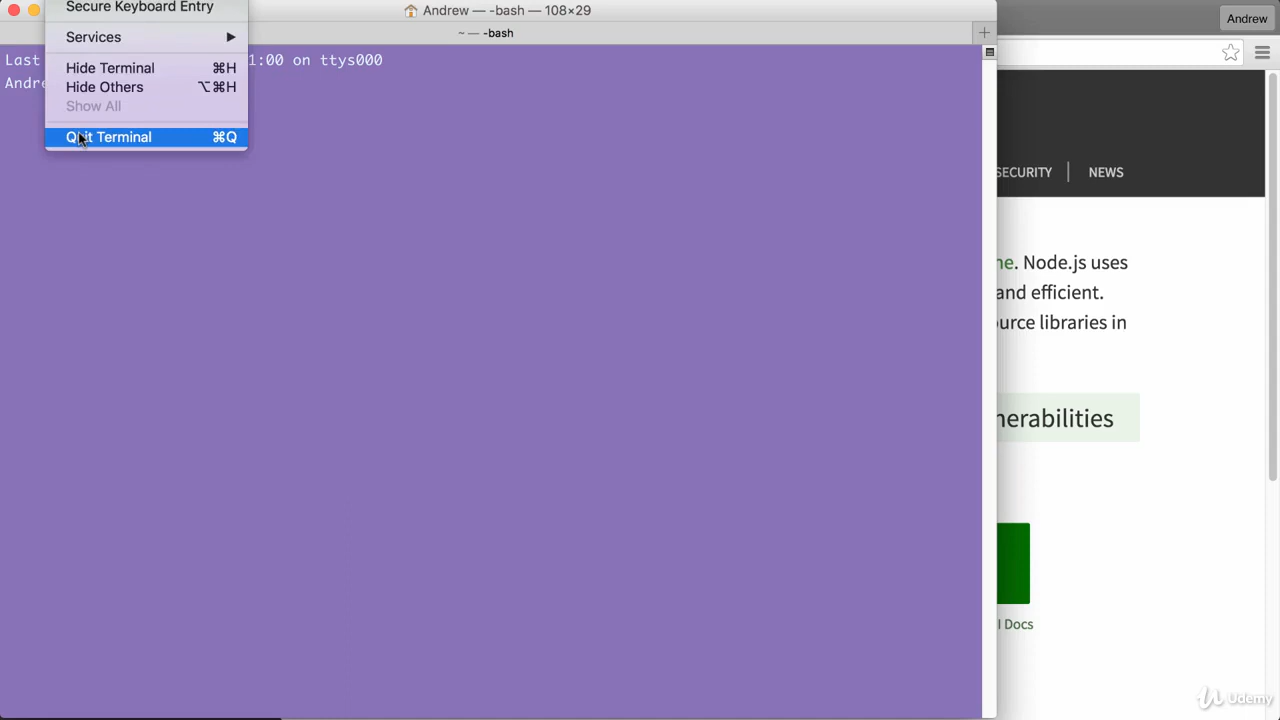 Secure Keyboard Entry
Andrew — -bash — 108×29
Andrew
~ — -bash
Services ▶
Last 1:00 on ttys000
Hide Terminal ⌘H
Andre
Hide Others ⌥⌘H
Show All
Quit Terminal ⌘Q
SECURITY | NEWS
ne. Node.js uses
and efficient.
ource libraries in
nerabilities
I Docs
Udemy